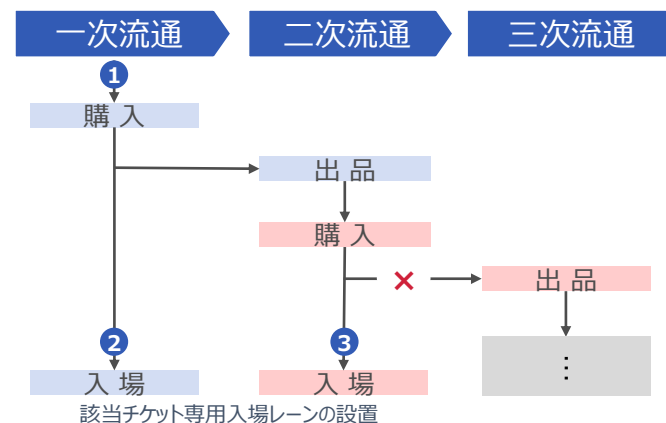 一次流通
二次流通
三次流通
1
購 入
出 品
購 入
×
出 品
2
3
⋮
入 場
入 場
該当チケット専用入場レーンの設置